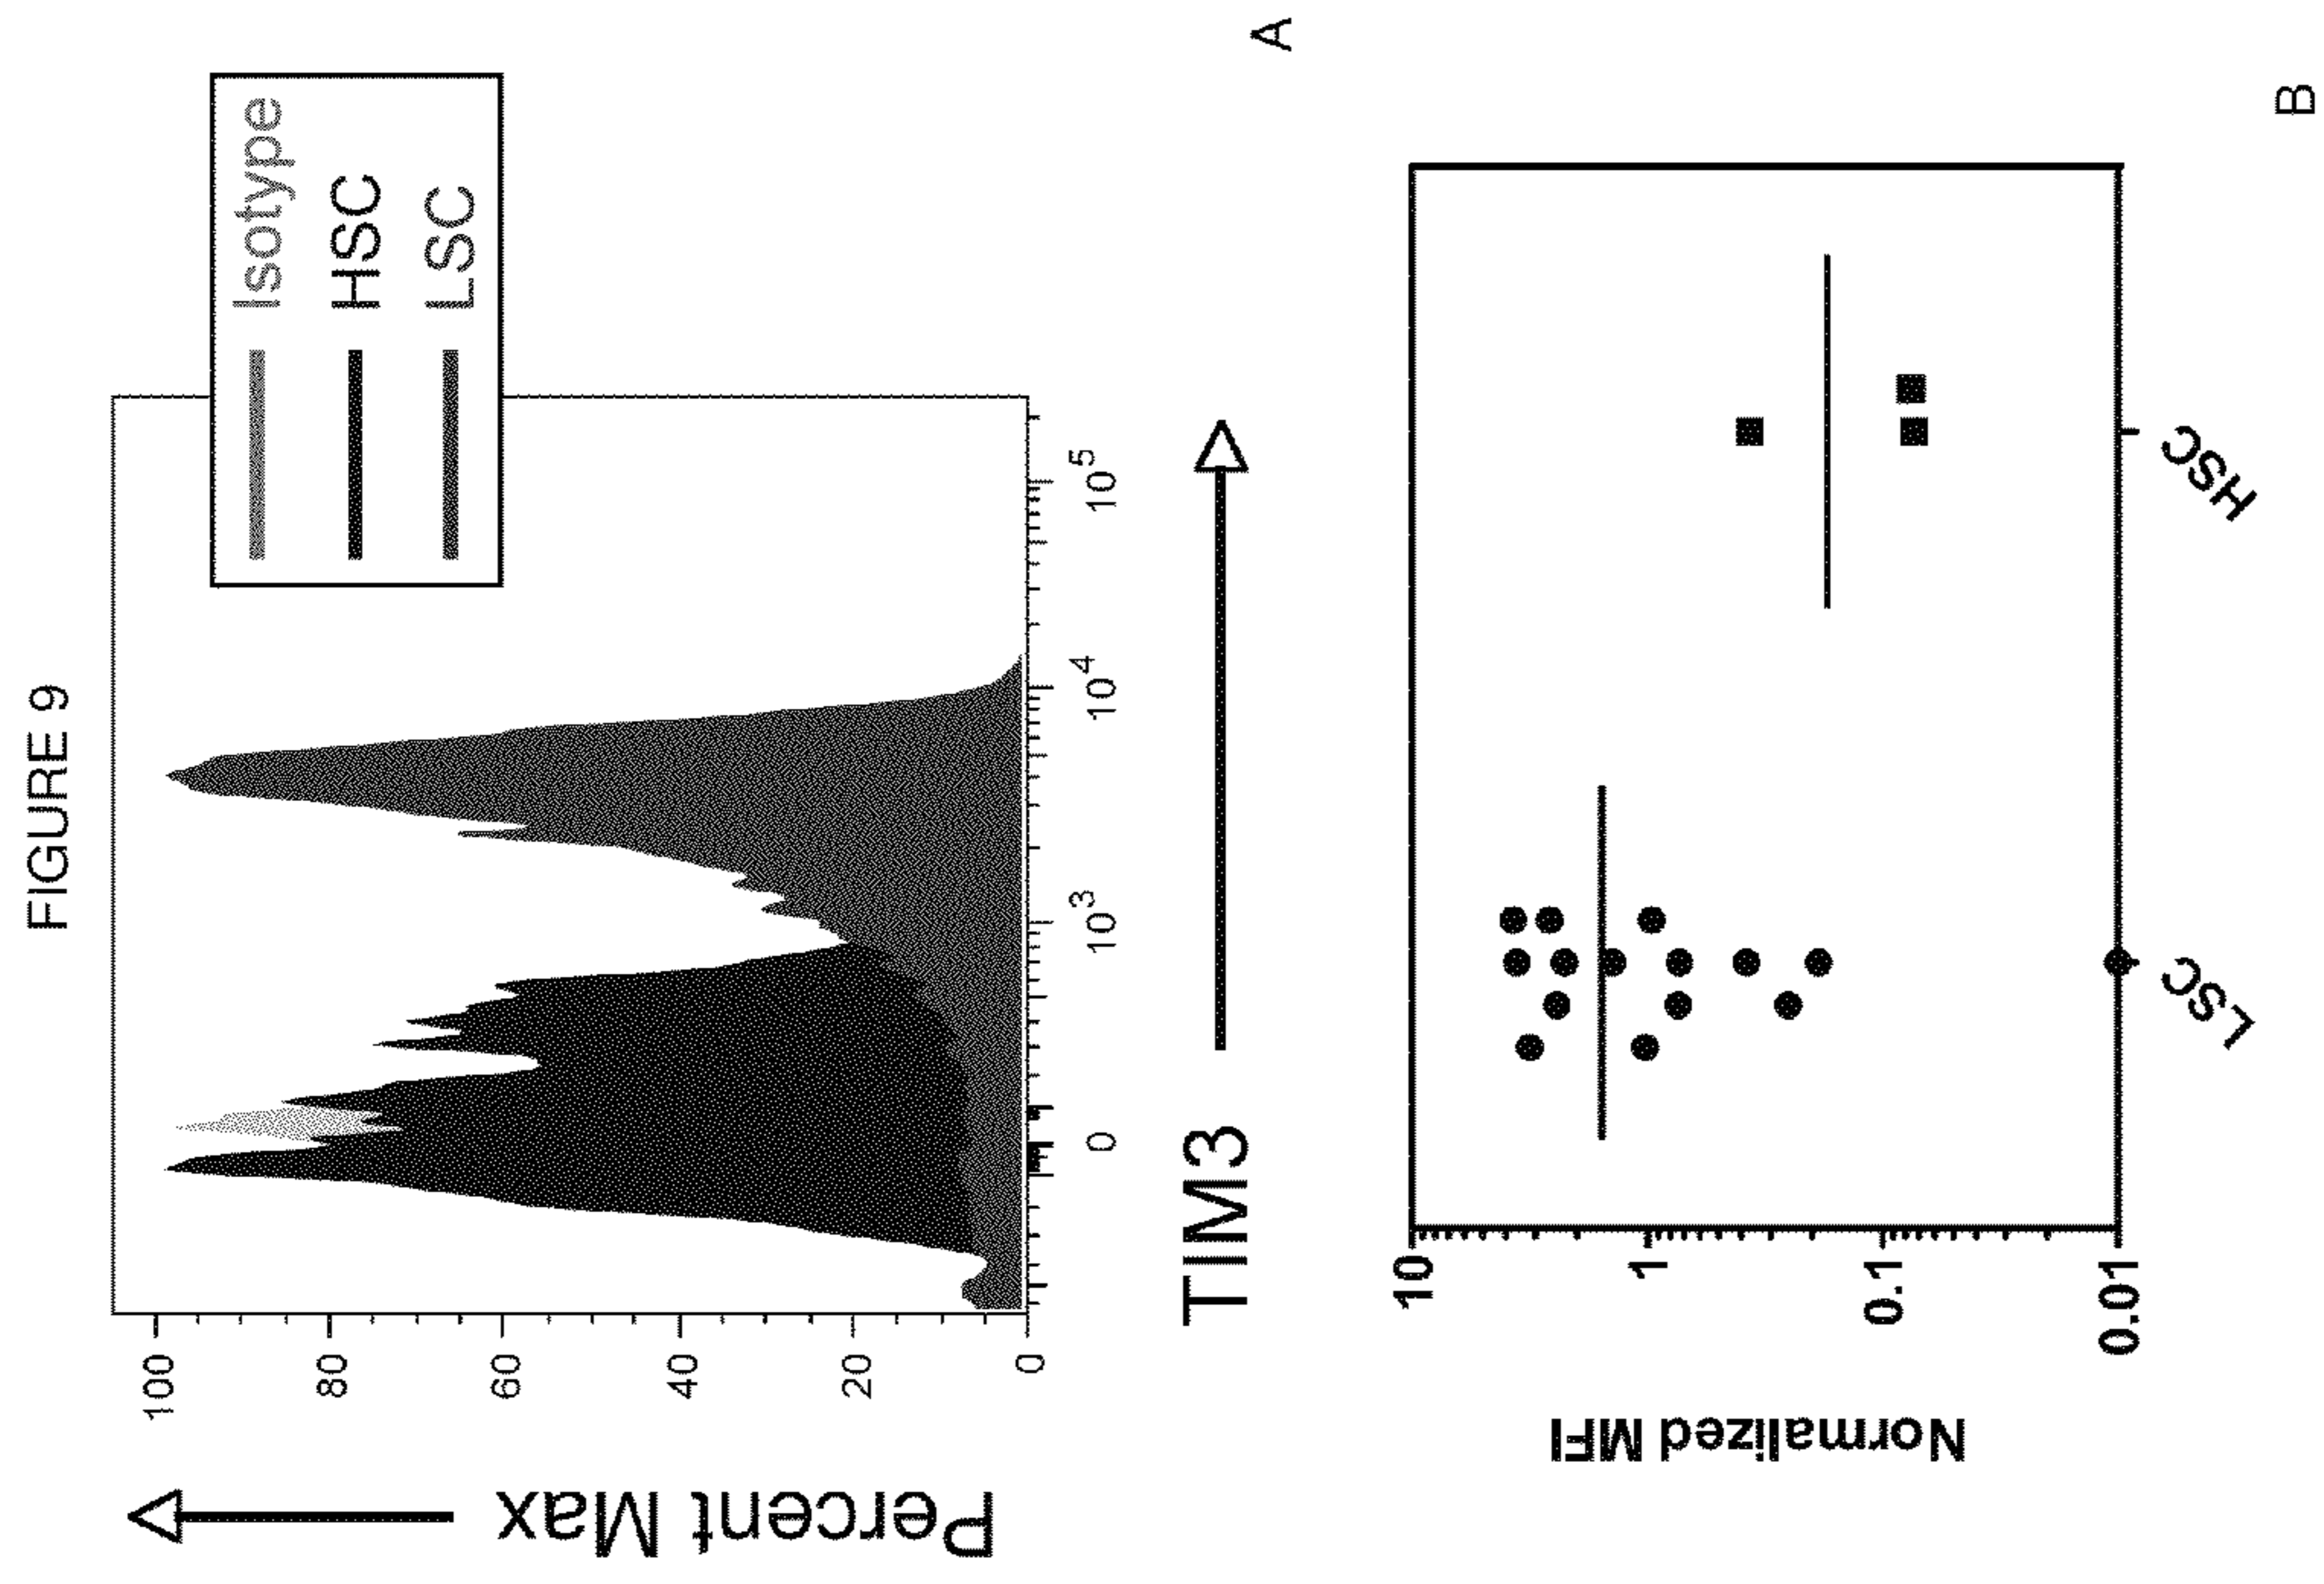 FIGURE 9
Isotype
HSC
LSC
Percent Max
100
80
60
40
20
0
0
10³
10⁴
10⁵
TIM3
A
Normalized MFI
10
1
0.1
0.01
LSC
HSC
B